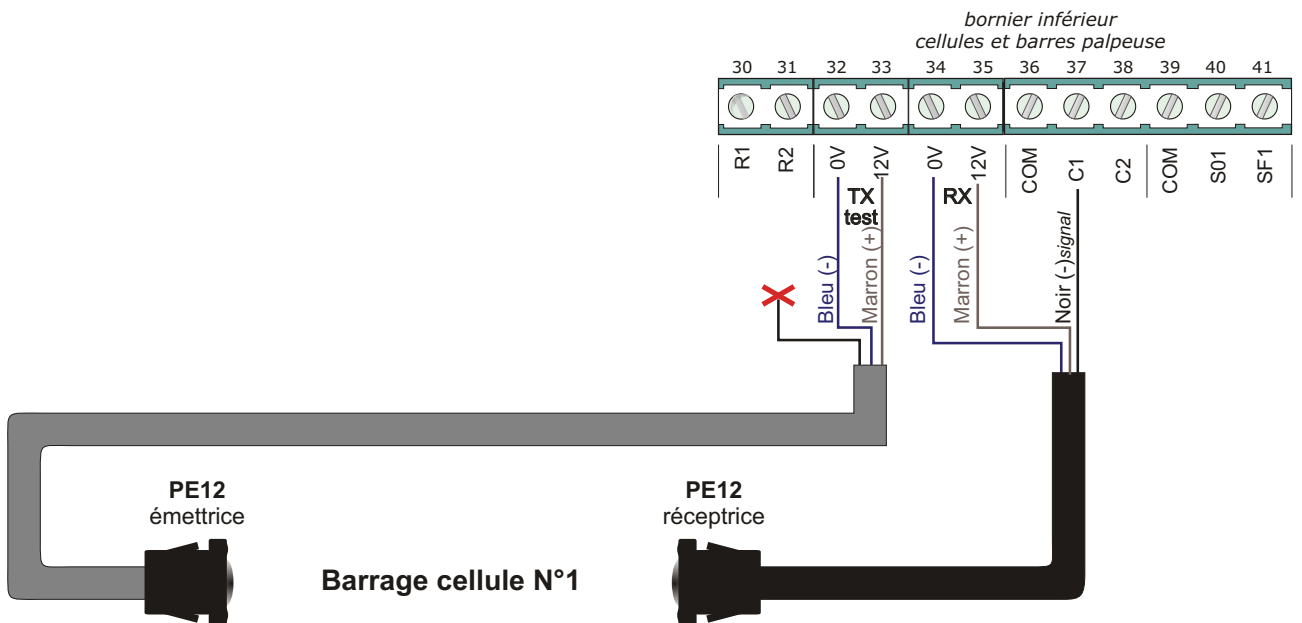 bornier inférieur
cellules et barres palpeuse
30 31 32 33 34 35 36 37 38 39 40 41
R1 R2 0V 12V 0V 12V COM C1 C2 COM S01 SF1
TX
test
RX
Bleu (-)
Marron (+)
Bleu (-)
Marron (+)
Noir (-)signal
PE12
émettrice
PE12
réceptrice
Barrage cellule N°1